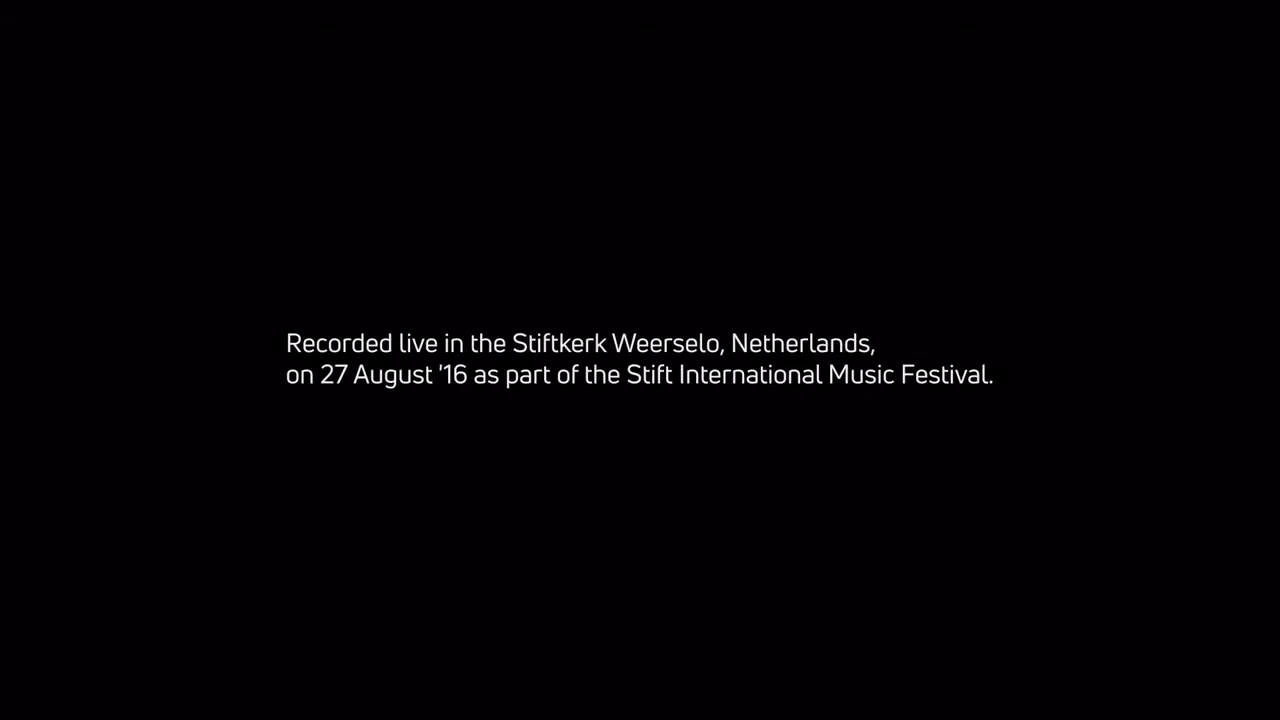 Recorded live in the Stiftkerk Weerselo, Netherlands,
on 27 August '16 as part of the Stift International Music Festival.